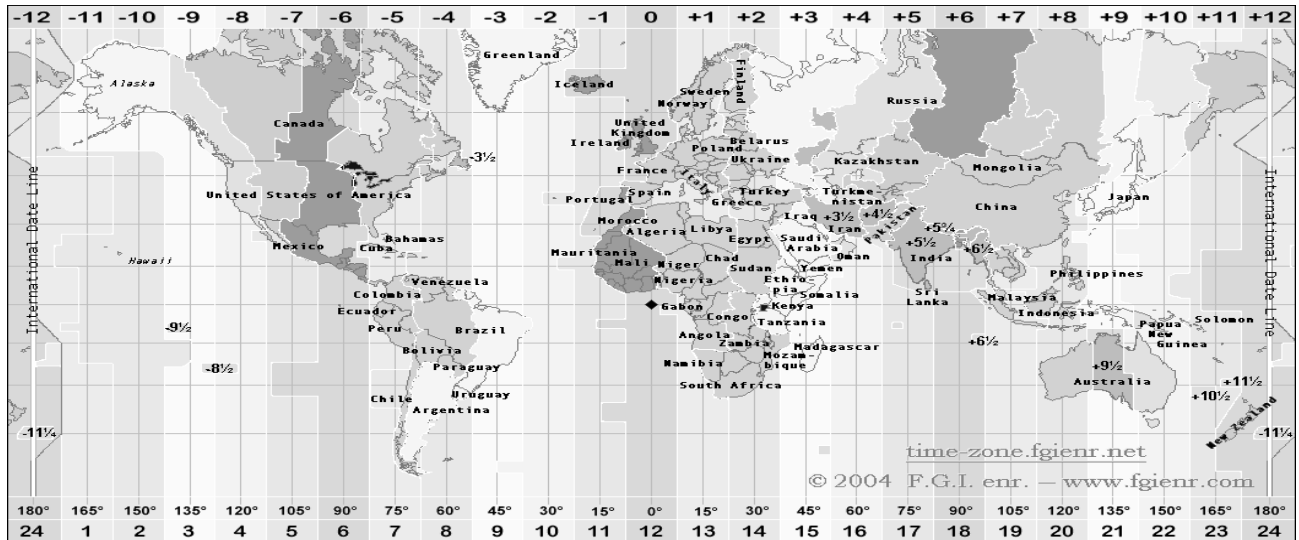 -12 -11 -10 -9 -8 -7 -6 -5 -4 -3 -2 -1 0 +1 +2 +3 +4 +5 +6 +7 +8 +9 +10 +11 +12
Greenland
Alaska
Iceland
Finland
Sweden
Norway
Russia
Canada
United
Kingdom
Ireland
Belarus
Poland
Ukraine
-3½
France
Italy
Kazakhstan
Mongolia
United States of America
Portugal
Spain
Greece
Turkey
Turkme-
nistan
China
Japan
Morocco
Algeria
Libya
Egypt
Iraq
+3½
Iran
+4½
Pakistan
+5½
India
+5¾
+6½
Mexico
Cuba
Bahamas
Hawaii
Mauritania
Mali
Niger
Chad
Sudan
Saudi
Arabia
Oman
Yemen
Nigeria
Ethio-
pia
Somalia
Sri
Lanka
Philippines
Malaysia
Indonesia
International Date Line
International Date Line
Venezuela
Colombia
Ecuador
Peru
Brazil
Bolivia
Paraguay
Uruguay
Chile
Argentina
Gabon
Congo
Kenya
Tanzania
Angola
Zambia
Mozam-
bique
Madagascar
Namibia
South Africa
Papua
New
Guinea
Solomon
-9½
-8½
+6½
+9½
Australia
+11½
+10½
New Zealand
-11¼
-11¼
time-zone.fgienr.net
© 2004 F.G.I. enr. – www.fgienr.com
180° 165° 150° 135° 120° 105° 90° 75° 60° 45° 30° 15° 0° 15° 30° 45° 60° 75° 90° 105° 120° 135° 150° 165° 180°
24 1 2 3 4 5 6 7 8 9 10 11 12 13 14 15 16 17 18 19 20 21 22 23 24